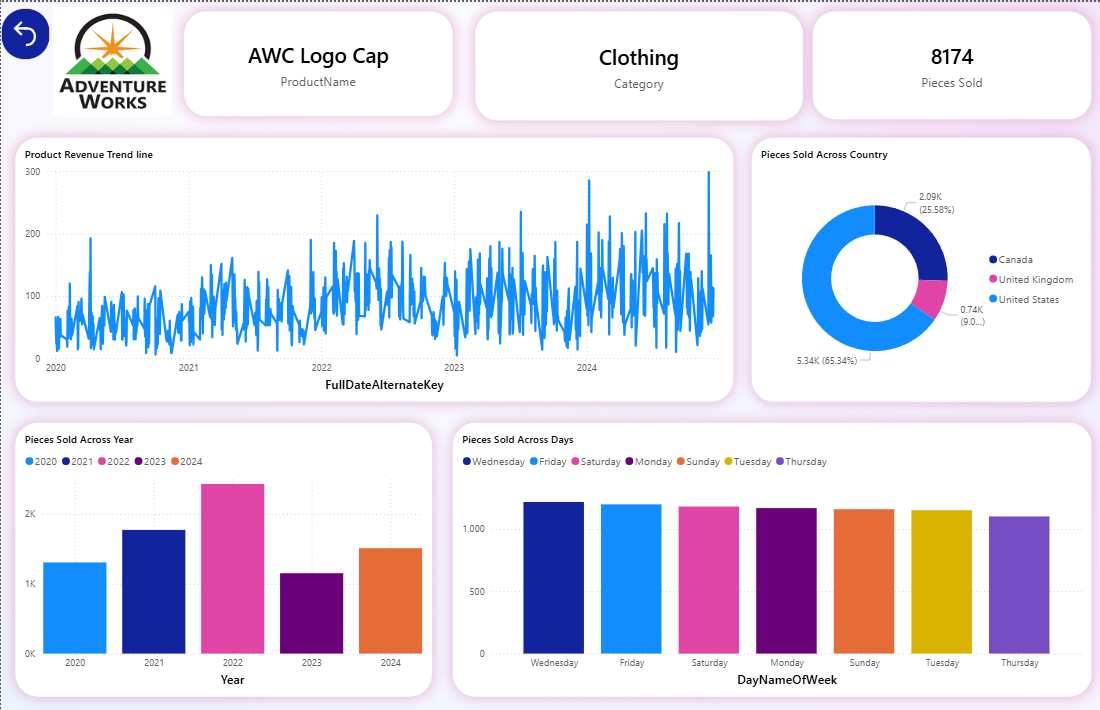 ADVENTURE
WORKS
AWC Logo Cap
ProductName
Clothing
Category
8174
Pieces Sold
Product Revenue Trend line
300
200
100
0
2020 2021 2022 2023 2024
FullDateAlternateKey
Pieces Sold Across Country
2.09K
(25.58%)
0.74K
(9.0...)
5.34K (65.34%)
Canada
United Kingdom
United States
Pieces Sold Across Year
2020 2021 2022 2023 2024
2K
1K
0K
2020 2021 2022 2023 2024
Year
Pieces Sold Across Days
Wednesday Friday Saturday Monday Sunday Tuesday Thursday
1,000
500
0
Wednesday Friday Saturday Monday Sunday Tuesday Thursday
DayNameOfWeek